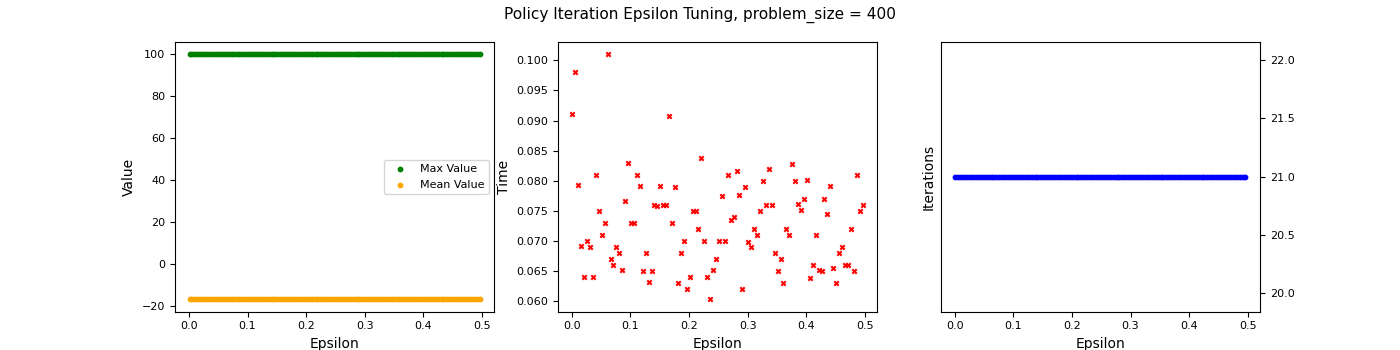 Policy Iteration Epsilon Tuning, problem_size = 400
100
80
60
40
20
0
−20
Value
Max Value
Mean Value
0.0 0.1 0.2 0.3 0.4 0.5
Epsilon
0.100
0.095
0.090
0.085
0.080
0.075
0.070
0.065
0.060
Time
0.0 0.1 0.2 0.3 0.4 0.5
Epsilon
Iterations
22.0
21.5
21.0
20.5
20.0
0.0 0.1 0.2 0.3 0.4 0.5
Epsilon